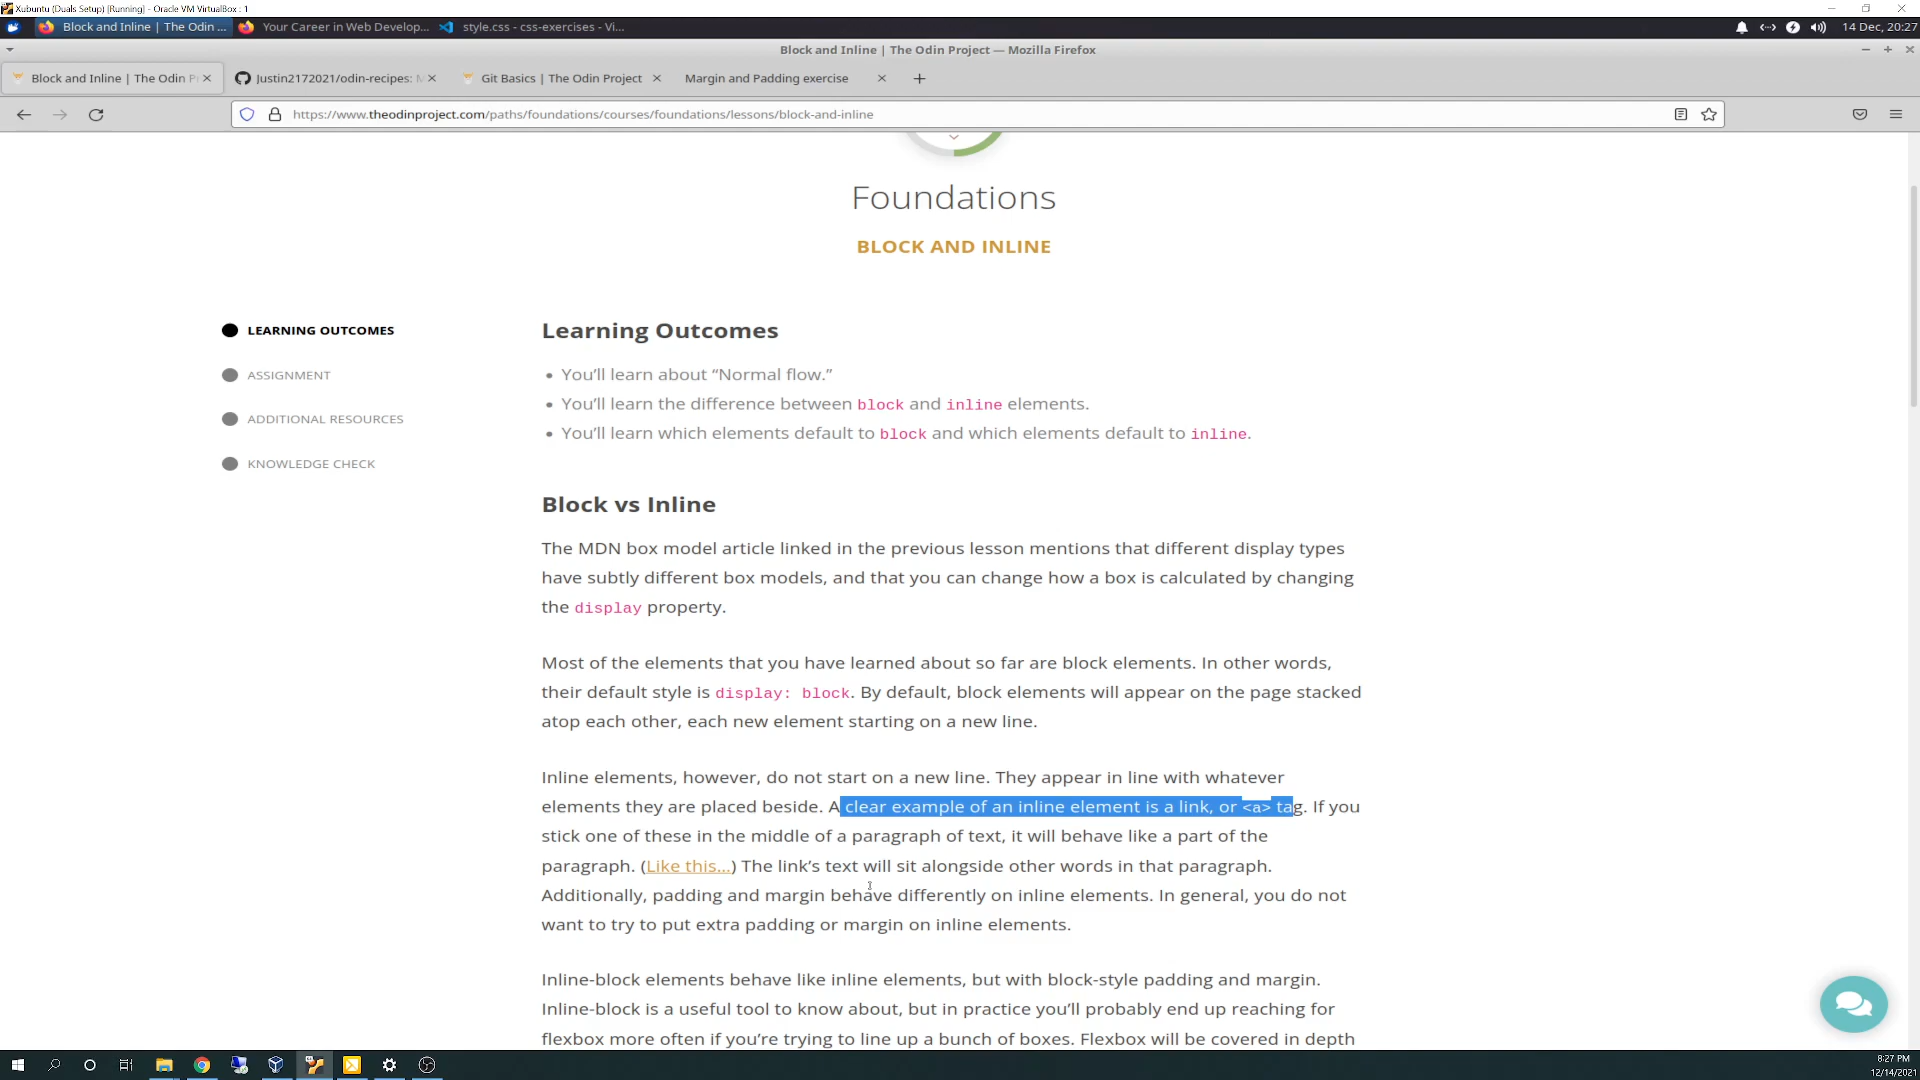 Xubuntu (Duals Setup) [Running] - Oracle VM VirtualBox : 1
Block and Inline | The Odin ...
Your Career in Web Develop...
style.css - css-exercises - Vi...
14 Dec, 20:27
Block and Inline | The Odin Project — Mozilla Firefox
Block and Inline | The Odin P
Justin2172021/odin-recipes:
Git Basics | The Odin Project
Margin and Padding exercise
https://www.theodinproject.com/paths/foundations/courses/foundations/lessons/block-and-inline
Foundations
BLOCK AND INLINE
LEARNING OUTCOMES
ASSIGNMENT
ADDITIONAL RESOURCES
KNOWLEDGE CHECK
Learning Outcomes
• You’ll learn about “Normal flow.”
• You’ll learn the difference between block and inline elements.
• You’ll learn which elements default to block and which elements default to inline.
Block vs Inline
The MDN box model article linked in the previous lesson mentions that different display types
have subtly different box models, and that you can change how a box is calculated by changing
the display property.
Most of the elements that you have learned about so far are block elements. In other words,
their default style is display: block. By default, block elements will appear on the page stacked
atop each other, each new element starting on a new line.
Inline elements, however, do not start on a new line. They appear in line with whatever
elements they are placed beside. A clear example of an inline element is a link, or <a> tag. If you
stick one of these in the middle of a paragraph of text, it will behave like a part of the
paragraph. (Like this...) The link’s text will sit alongside other words in that paragraph.
Additionally, padding and margin behave differently on inline elements. In general, you do not
want to try to put extra padding or margin on inline elements.
Inline-block elements behave like inline elements, but with block-style padding and margin.
Inline-block is a useful tool to know about, but in practice you’ll probably end up reaching for
flexbox more often if you’re trying to line up a bunch of boxes. Flexbox will be covered in depth
8:27 PM
12/14/2021